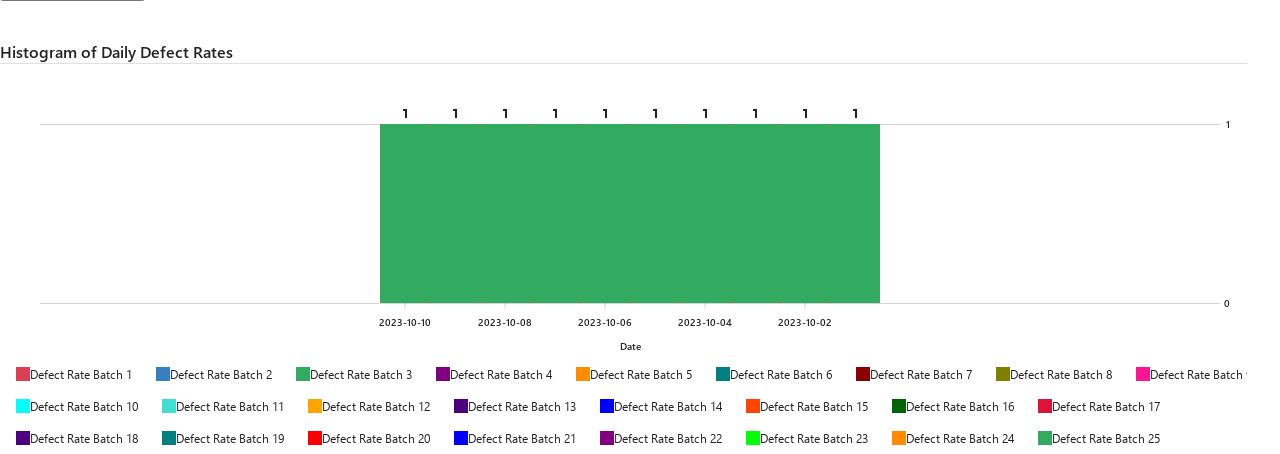 Histogram of Daily Defect Rates
1 1 1 1 1 1 1 1 1 1
1
0
2023-10-10 2023-10-08 2023-10-06 2023-10-04 2023-10-02
Date
Defect Rate Batch 1 Defect Rate Batch 2 Defect Rate Batch 3 Defect Rate Batch 4 Defect Rate Batch 5 Defect Rate Batch 6 Defect Rate Batch 7 Defect Rate Batch 8 Defect Rate Batch
Defect Rate Batch 10 Defect Rate Batch 11 Defect Rate Batch 12 Defect Rate Batch 13 Defect Rate Batch 14 Defect Rate Batch 15 Defect Rate Batch 16 Defect Rate Batch 17
Defect Rate Batch 18 Defect Rate Batch 19 Defect Rate Batch 20 Defect Rate Batch 21 Defect Rate Batch 22 Defect Rate Batch 23 Defect Rate Batch 24 Defect Rate Batch 25